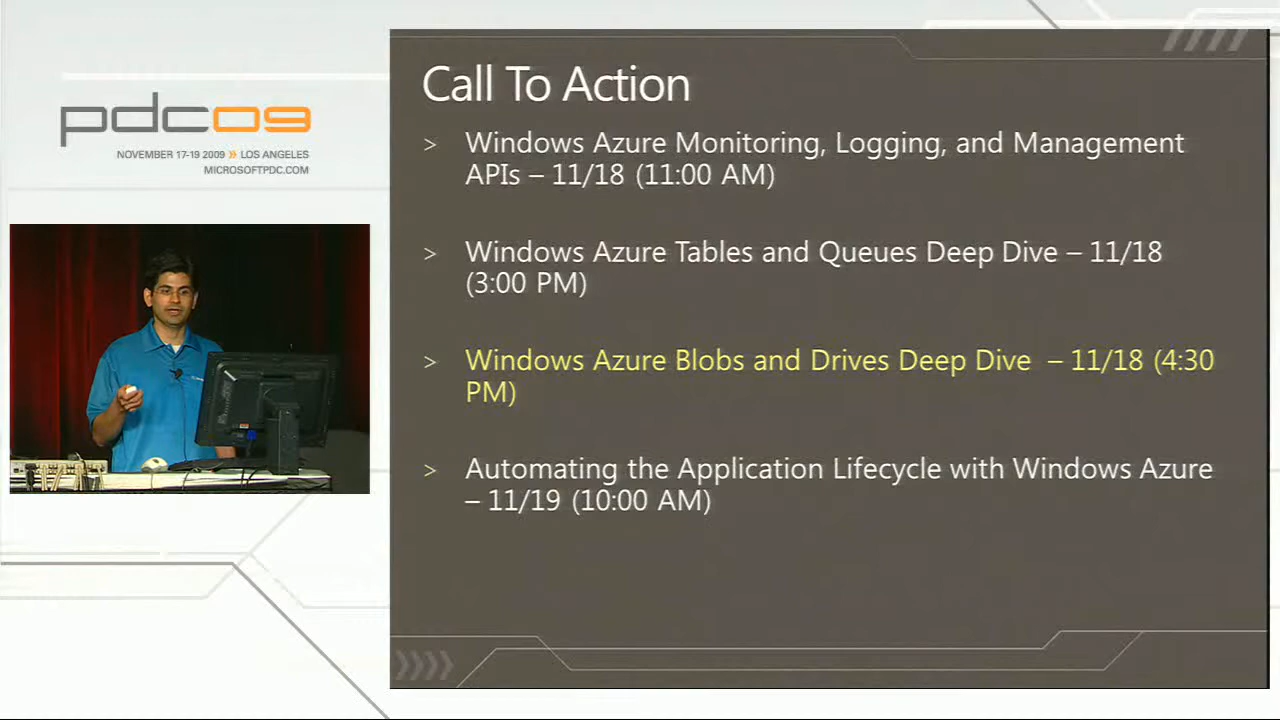 pdc09
NOVEMBER 17-19 2009 » LOS ANGELES
MICROSOFTPDC.COM
Call To Action
> Windows Azure Monitoring, Logging, and Management
APIs – 11/18 (11:00 AM)
> Windows Azure Tables and Queues Deep Dive – 11/18
(3:00 PM)
> Windows Azure Blobs and Drives Deep Dive – 11/18 (4:30
PM)
> Automating the Application Lifecycle with Windows Azure
– 11/19 (10:00 AM)